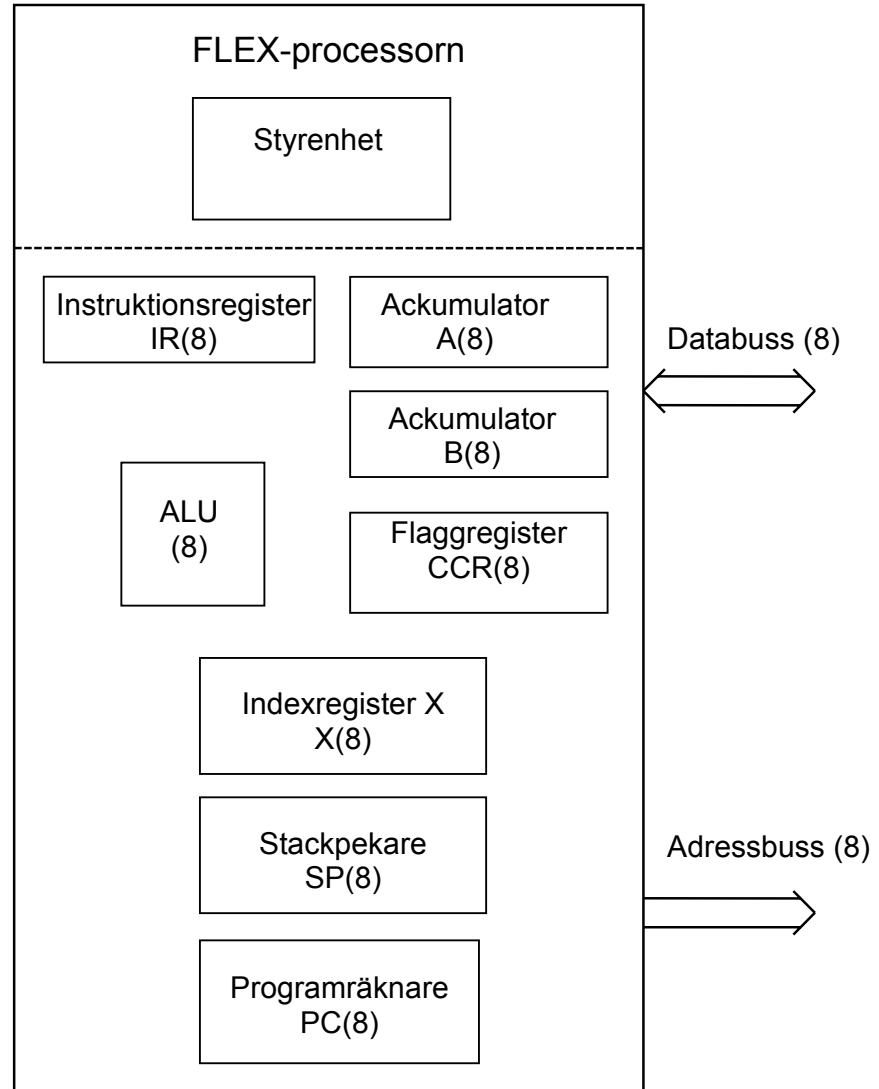 FLEX-processorn
Styrenhet
Instruktionsregister
IR(8)
Ackumulator
A(8)
Databuss (8)
Ackumulator
B(8)
ALU
(8)
Flaggregister
CCR(8)
Indexregister X
X(8)
Stackpekare
SP(8)
Adressbuss (8)
Programräknare
PC(8)